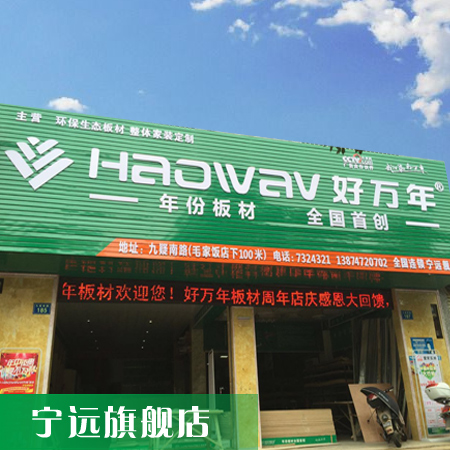 主营 环保生态板材 整体家装定制
HAOWAV 好万年®
年份板材 全国首创
地址:九疑南路(毛家饭店下100米) 电话:7324321 13874720702 全国连锁宁远
年板材欢迎您!好万年板材周年店庆感恩大回馈,
185
宁远旗舰店